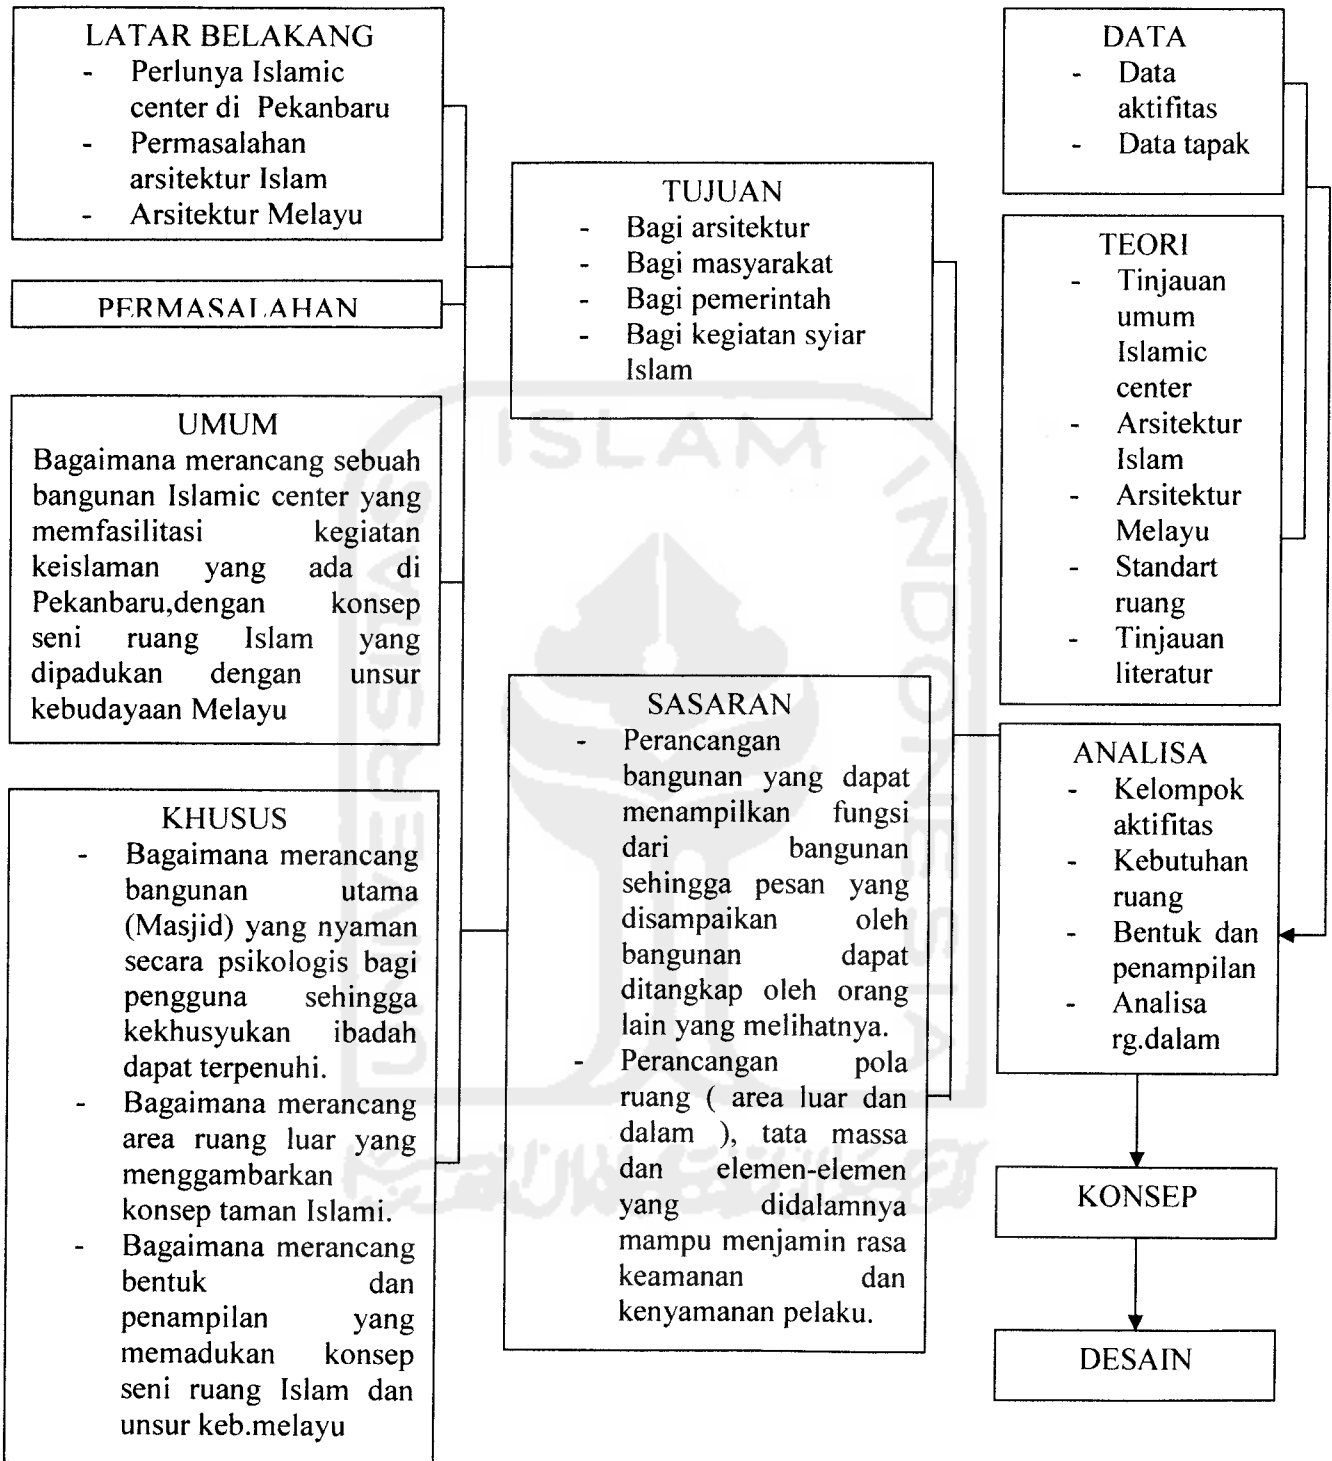 LATAR BELAKANG
- Perlunya Islamic
center di Pekanbaru
- Permasalahan
arsitektur Islam
- Arsitektur Melayu
PERMASALAHAN
UMUM
Bagaimana merancang sebuah
bangunan Islamic center yang
memfasilitasi kegiatan
keislaman yang ada di
Pekanbaru,dengan konsep
seni ruang Islam yang
dipadukan dengan unsur
kebudayaan Melayu
KHUSUS
- Bagaimana merancang
bangunan utama
(Masjid) yang nyaman
secara psikologis bagi
pengguna sehingga
kekhusyukan ibadah
dapat terpenuhi.
- Bagaimana merancang
area ruang luar yang
menggambarkan
konsep taman Islami.
- Bagaimana merancang
bentuk dan
penampilan yang
memadukan konsep
seni ruang Islam dan
unsur keb.melayu
TUJUAN
- Bagi arsitektur
- Bagi masyarakat
- Bagi pemerintah
- Bagi kegiatan syiar
Islam
SASARAN
- Perancangan
bangunan yang dapat
menampilkan fungsi
dari bangunan
sehingga pesan yang
disampaikan oleh
bangunan dapat
ditangkap oleh orang
lain yang melihatnya.
- Perancangan pola
ruang ( area luar dan
dalam ), tata massa
dan elemen-elemen
yang didalamnya
mampu menjamin rasa
keamanan dan
kenyamanan pelaku.
DATA
- Data
aktifitas
- Data tapak
TEORI
- Tinjauan
umum
Islamic
center
- Arsitektur
Islam
- Arsitektur
Melayu
- Standart
ruang
- Tinjauan
literatur
ANALISA
- Kelompok
aktifitas
- Kebutuhan
ruang
- Bentuk dan
penampilan
- Analisa
rg.dalam
KONSEP
DESAIN
UNIVERSITAS
ISLAM
INDONESIA